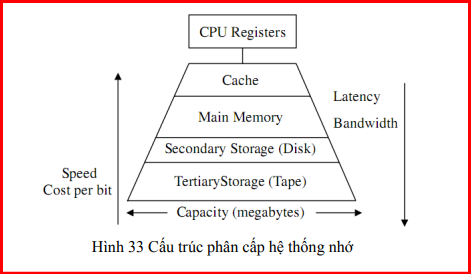 CPU Registers
Cache
Latency
Main Memory
Bandwidth
Secondary Storage (Disk)
Speed
TertiaryStorage (Tape)
Cost per bit
Capacity (megabytes)
Hình 33 Cấu trúc phân cấp hệ thống nhớ